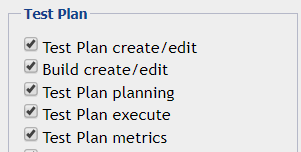 Test Plan
Test Plan create/edit
Build create/edit
Test Plan planning
Test Plan execute
Test Plan metrics